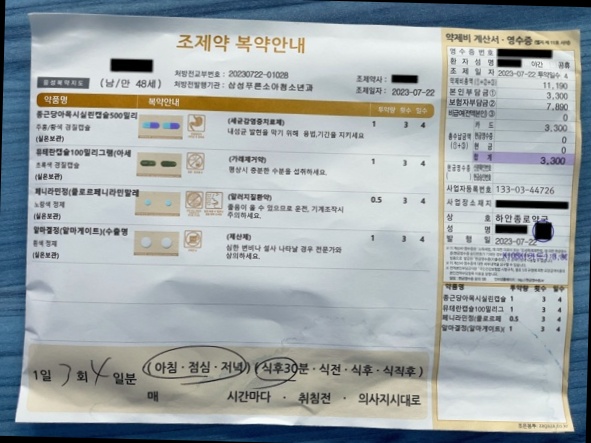 조제약 복약안내
(남/만 48세)
처방전교부번호 : 20230722-01028
처방전발행기관 : 삼성푸른소아청소년과
조제약사 :
조제일자 : 2023-07-22
약품명
복약안내
투약량 횟수 일수
종근당아목시실린캡슐500밀리
주홍/황색 경질캡슐
(실온보관)
(세균감염증치료제)
내성균 발현을 막기 위해 용법,기간을 지키세요
1 3 4
유테란캡슐100밀리그램(아세
초록색 경질캡슐
(실온보관)
(가래제거약)
평상시 충분한 수분을 섭취하세요.
1 3 4
페니라민정(클로르페니라민말레
노랑색 정제
(실온보관)
(알러지질환약)
졸음이 올 수 있으므로 운전, 기계조작시
주의하세요.
0.5 3 4
알마겔정(알마게이트)(수출명
흰색 정제
(실온보관)
(제산제)
심한 변비나 설사 나타날 경우 전문가와
상의하세요.
1 3 4
1일 3 회 4 일분
(아침 · 점심 · 저녁) (식후30분 · 식전 · 식후 · 식직후)
매 시간마다 · 취침전 · 의사지시대로
약제비 계산서 · 영수증
영수증번호
환자성명
야간 공휴
조제일자 2023-07-22 투약일수 4
11,190
본인부담금① 3,300
보험자부담금② 7,890
0
카드 3,300
현금 0
0
합계 3,300
사업자등록번호 133-03-44726
사업장소재지
상호 하안종로약국
성명
발행일 2023-07-22
약품명 투약량 횟수 일수
종근당아목시실린캡슐 1 3 4
유테란캡슐100밀리그 1 3 4
페니라민정(클로르페 0.5 3 4
알마겔정(알마게이트)( 1 3 4